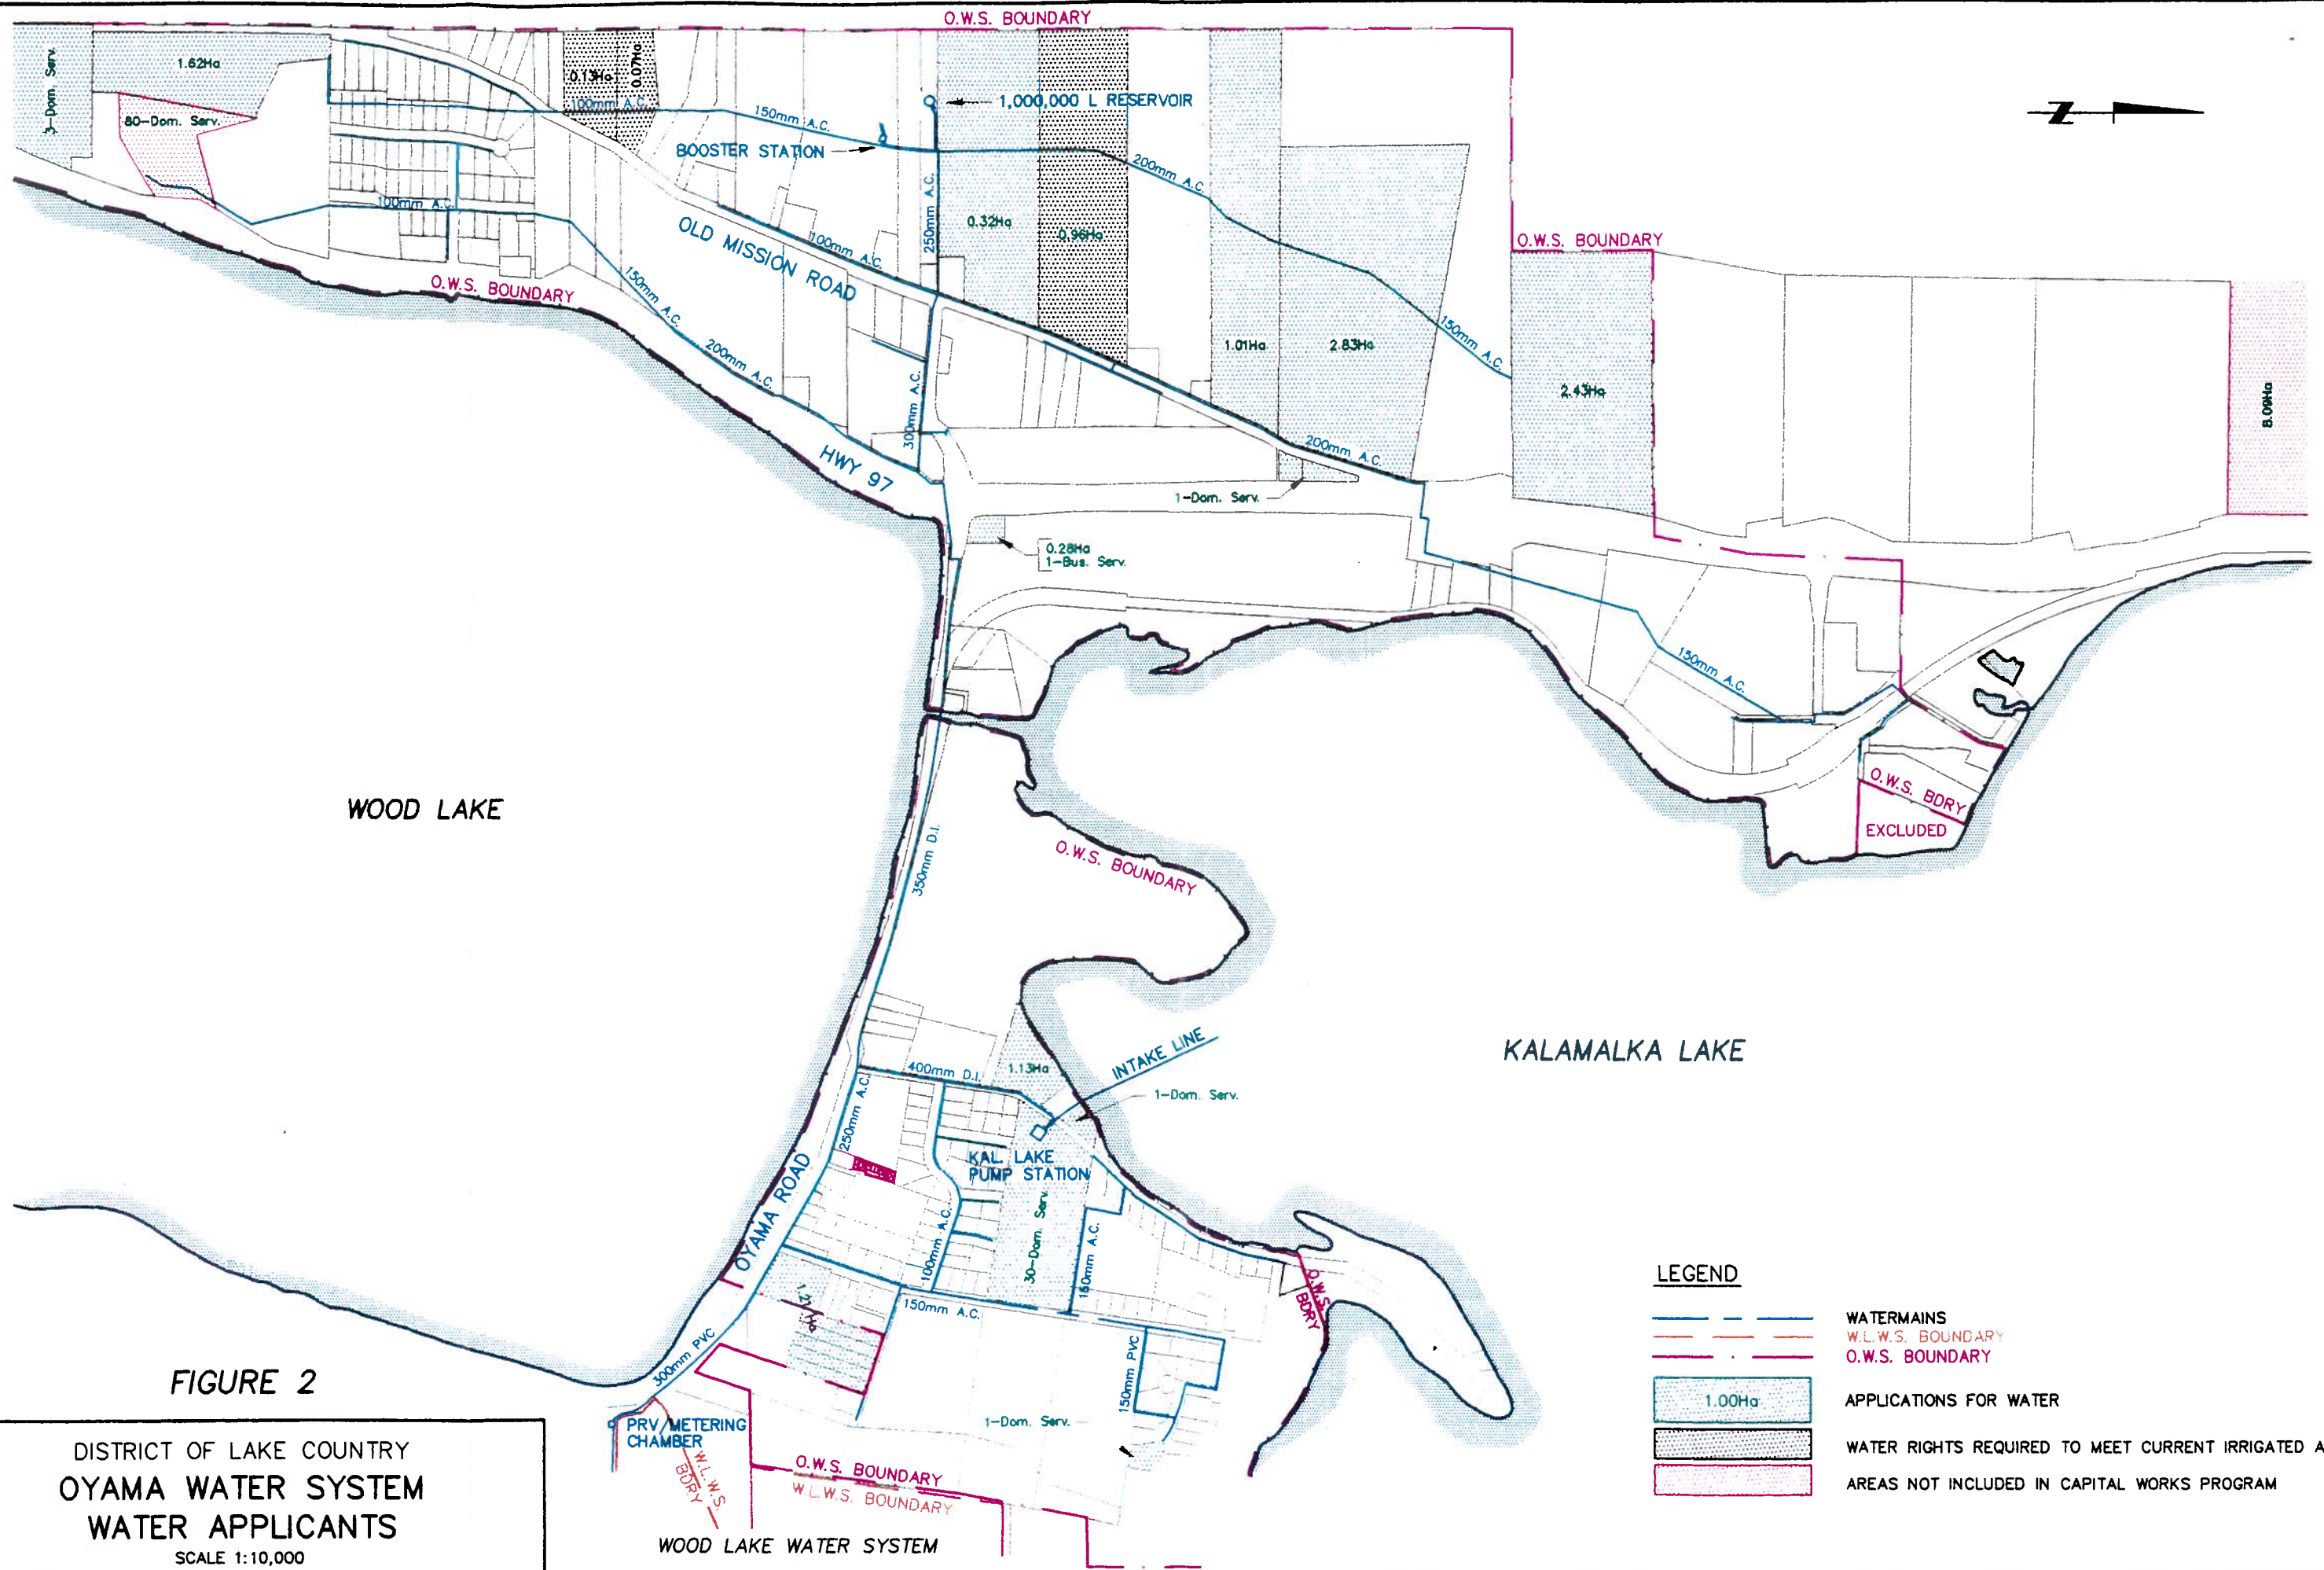 O.W.S. BOUNDARY
3-Dom. Serv.
1.62Ha
80-Dom. Serv.
0.13Ha
0.07Ha
100mm A.C.
150mm A.C.
BOOSTER STATION
1,000,000 L RESERVOIR
Z
100mm A.C.
O.W.S. BOUNDARY
OLD MISSION ROAD
100mm A.C.
250mm A.C.
0.32Ha
0.96Ha
200mm A.C.
O.W.S. BOUNDARY
150mm A.C.
200mm A.C.
300mm A.C.
1.01Ha
2.83Ha
150mm A.C.
2.43Ha
8.09Ha
HWY 97
200mm A.C.
1-Dom. Serv.
0.28Ha
1-Bus. Serv.
150mm A.C.
WOOD LAKE
350mm D.I.
O.W.S. BOUNDARY
O.W.S. BDRY
EXCLUDED
KALAMALKA LAKE
400mm D.I.
1.13Ha
INTAKE LINE
1-Dom. Serv.
250mm A.C.
KAL. LAKE
PUMP STATION
OYAMA ROAD
100mm A.C.
30-Dom. Serv.
150mm A.C.
150mm A.C.
O.W.S.
BDRY
300mm PVC
150mm PVC
1-Dom. Serv.
PRV/METERING
CHAMBER
W.L.W.S.
BDRY
O.W.S. BOUNDARY
W.L.W.S. BOUNDARY
WOOD LAKE WATER SYSTEM
LEGEND
WATERMAINS
W.L.W.S. BOUNDARY
O.W.S. BOUNDARY
1.00Ha
APPLICATIONS FOR WATER
WATER RIGHTS REQUIRED TO MEET CURRENT IRRIGATED A
AREAS NOT INCLUDED IN CAPITAL WORKS PROGRAM
FIGURE 2
DISTRICT OF LAKE COUNTRY
OYAMA WATER SYSTEM
WATER APPLICANTS
SCALE 1:10,000